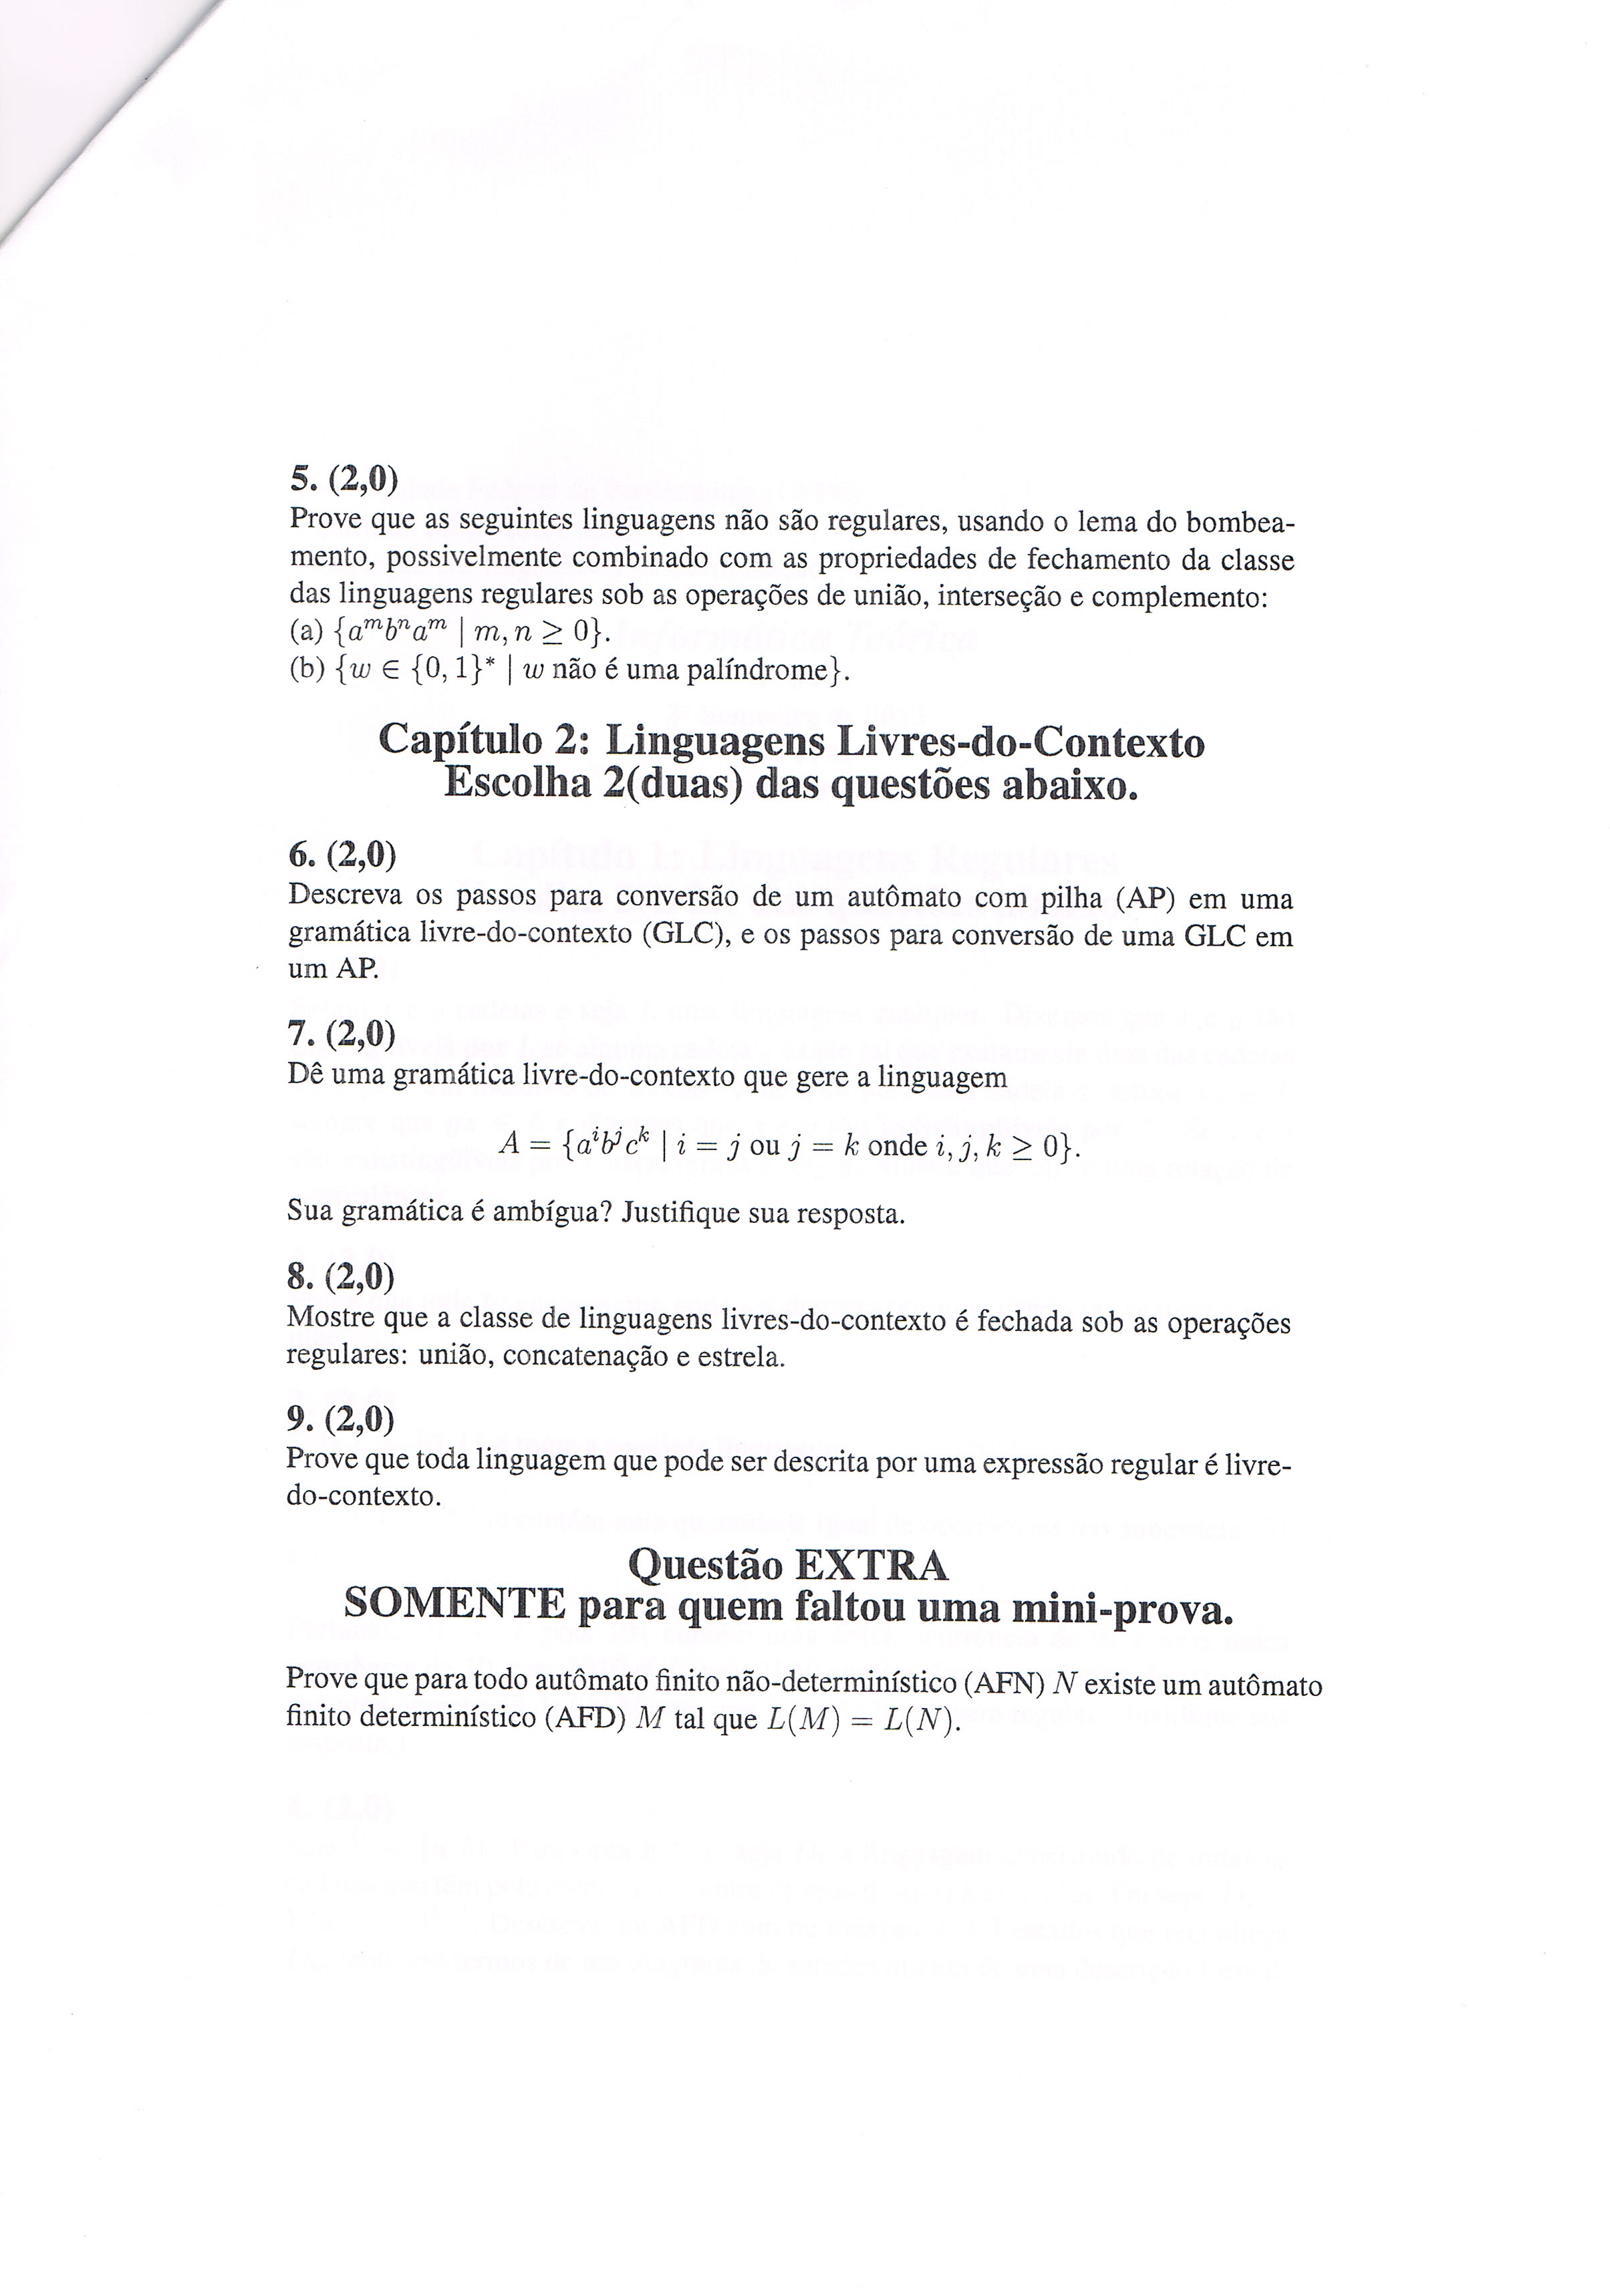 5. (2,0)
Prove que as seguintes linguagens não são regulares, usando o lema do bombea-
mento, possivelmente combinado com as propriedades de fechamento da classe
das linguagens regulares sob as operações de união, interseção e complemento:
(a) {aᵐbⁿaᵐ | m, n ≥ 0}.
(b) {w ∈ {0, 1}* | w não é uma palíndrome}.
Capítulo 2: Linguagens Livres-do-Contexto
Escolha 2(duas) das questões abaixo.
6. (2,0)
Descreva os passos para conversão de um autômato com pilha (AP) em uma
gramática livre-do-contexto (GLC), e os passos para conversão de uma GLC em
um AP.
7. (2,0)
Dê uma gramática livre-do-contexto que gere a linguagem
A = {aⁱbʲcᵏ | i = j ou j = k onde i, j, k ≥ 0}.
Sua gramática é ambígua? Justifique sua resposta.
8. (2,0)
Mostre que a classe de linguagens livres-do-contexto é fechada sob as operações
regulares: união, concatenação e estrela.
9. (2,0)
Prove que toda linguagem que pode ser descrita por uma expressão regular é livre-
do-contexto.
Questão EXTRA
SOMENTE para quem faltou uma mini-prova.
Prove que para todo autômato finito não-determinístico (AFN) N existe um autômato
finito determinístico (AFD) M tal que L(M) = L(N).